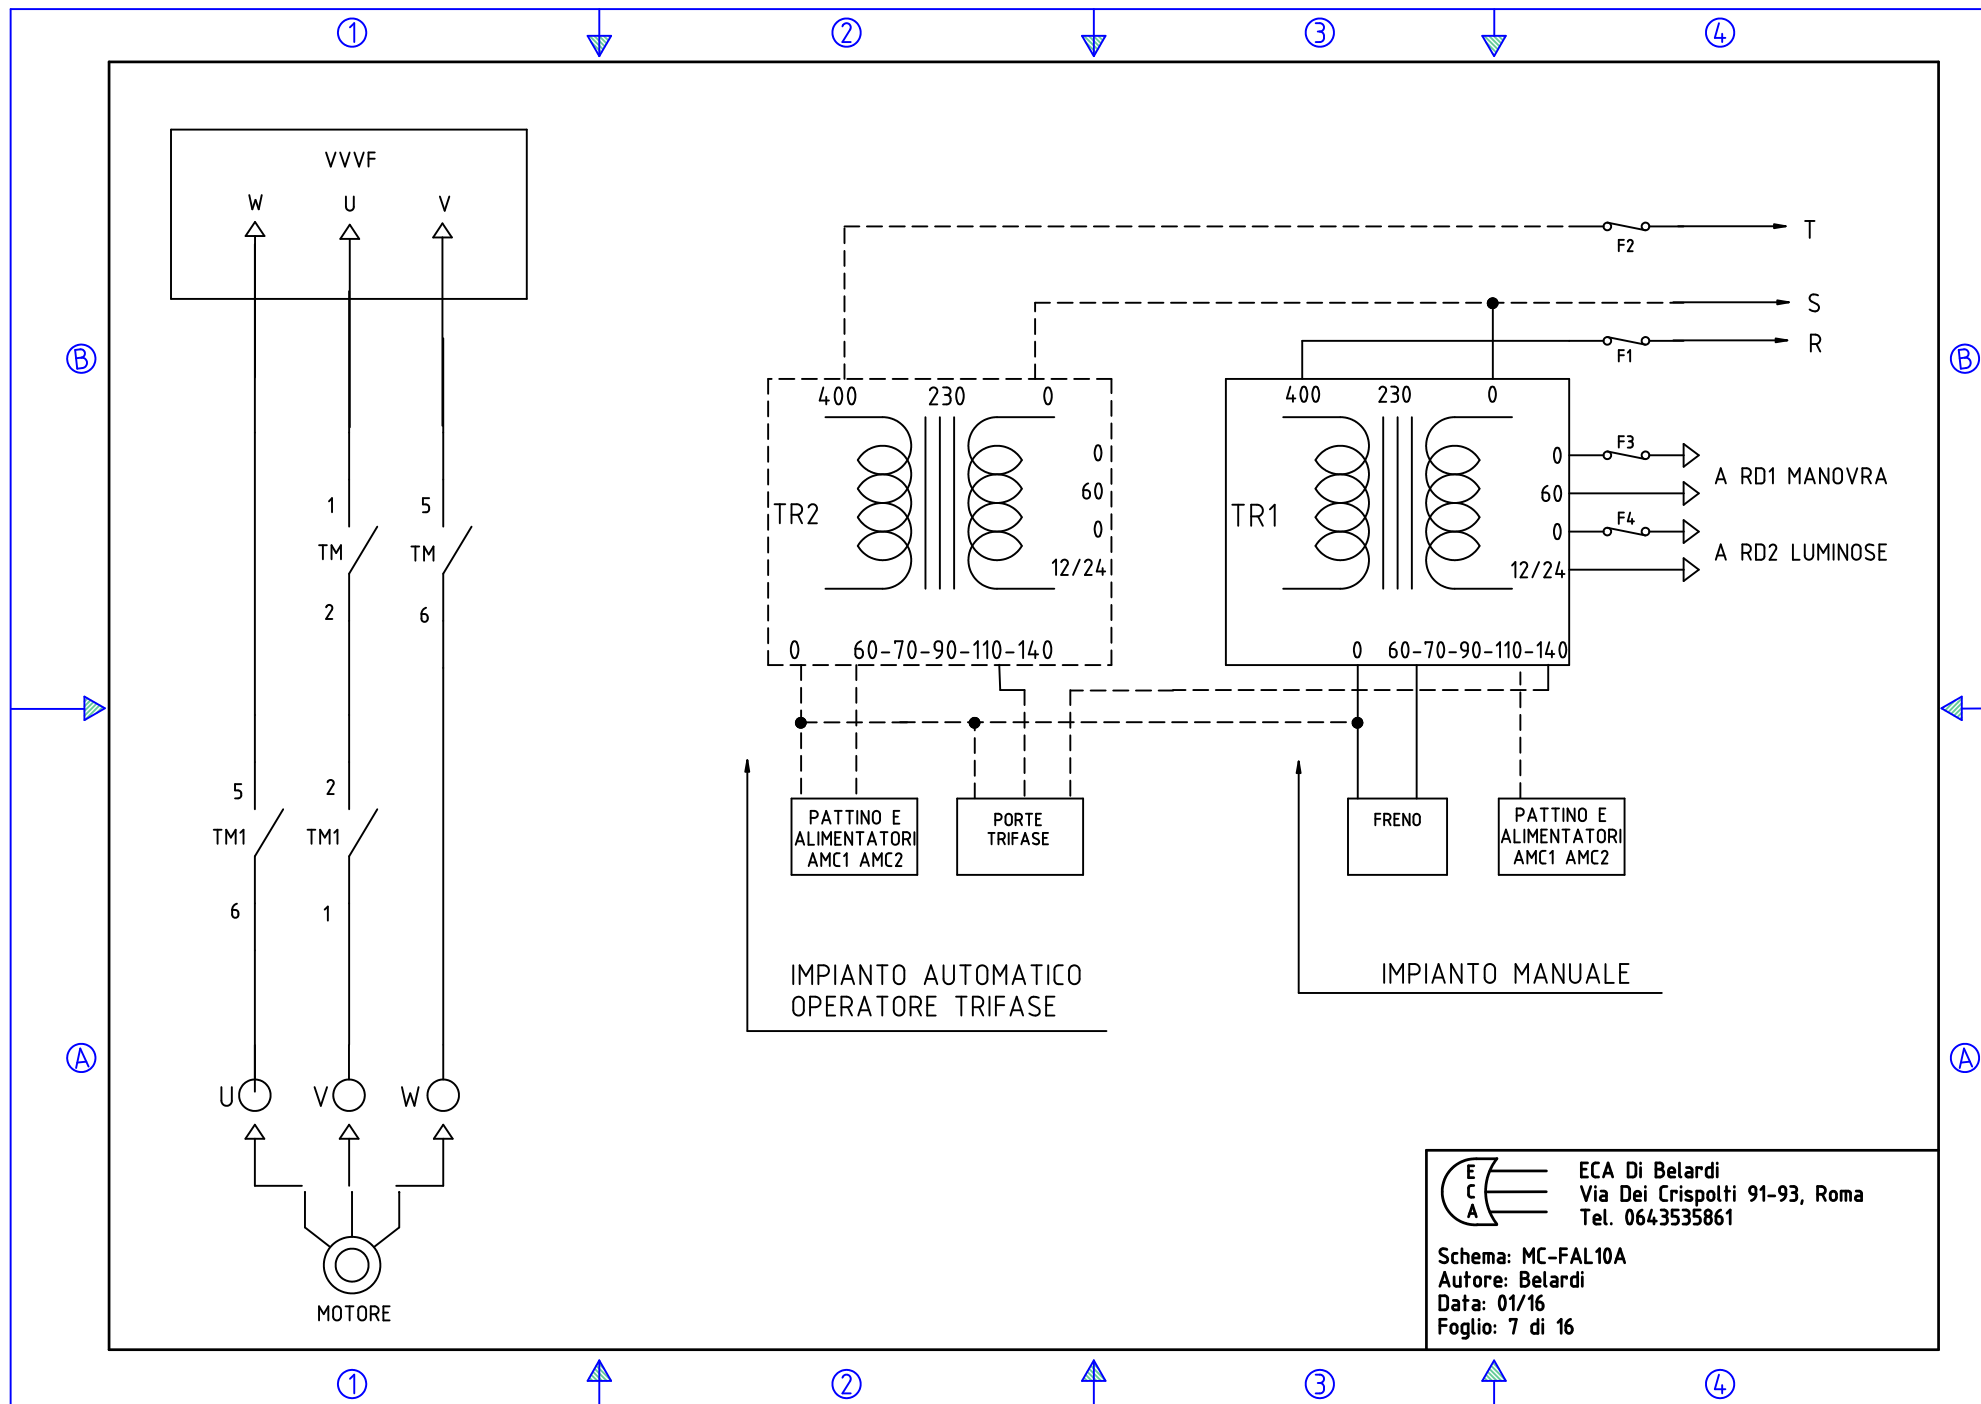 1 2 3 4
VVVF
W U V
T
F2
S
R
F1
B B
400 230 0
400 230 0
0
60
0
12/24
TR2
TR1
0
60
0
12/24
F3
F4
A RD1 MANOVRA
A RD2 LUMINOSE
1 5
TM TM
2 6
0 60-70-90-110-140
0 60-70-90-110-140
5 2
TM1 TM1
6 1
PATTINO E
ALIMENTATORI
AMC1 AMC2
PORTE
TRIFASE
FRENO
PATTINO E
ALIMENTATORI
AMC1 AMC2
IMPIANTO AUTOMATICO
OPERATORE TRIFASE
IMPIANTO MANUALE
A A
U V W
MOTORE
E
C
A
ECA Di Belardi
Via Dei Crispolti 91-93, Roma
Tel. 0643535861
Schema: MC-FAL10A
Autore: Belardi
Data: 01/16
Foglio: 7 di 16
1 2 3 4